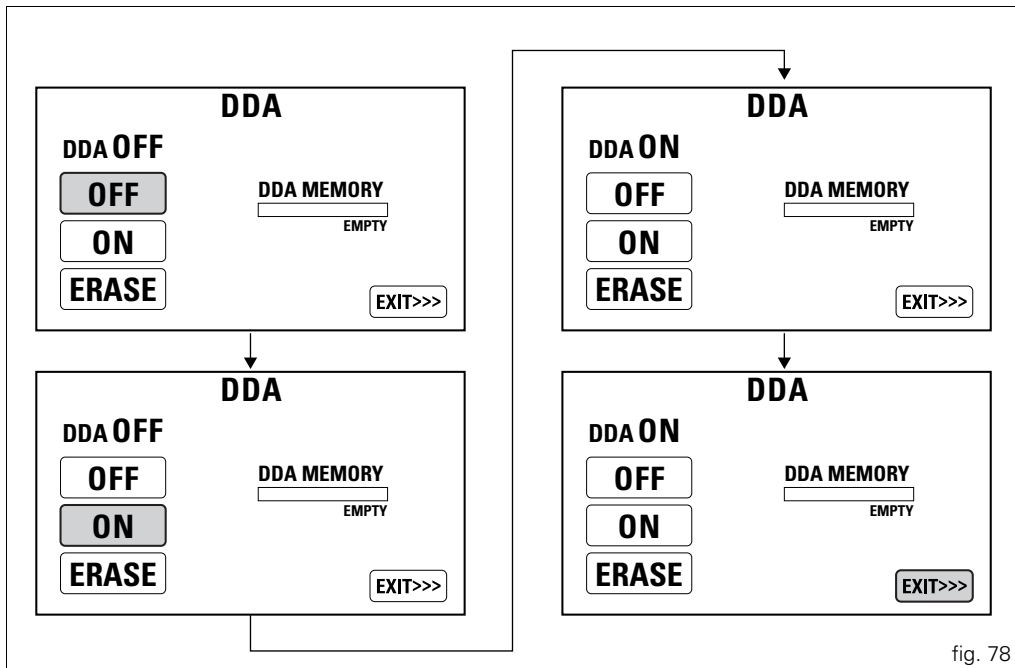 DDA
DDA OFF
OFF
DDA MEMORY
EMPTY
ON
ERASE
EXIT>>>
DDA
DDA OFF
OFF
DDA MEMORY
EMPTY
ON
ERASE
EXIT>>>
DDA
DDA ON
OFF
DDA MEMORY
EMPTY
ON
ERASE
EXIT>>>
DDA
DDA ON
OFF
DDA MEMORY
EMPTY
ON
ERASE
EXIT>>>
fig. 78